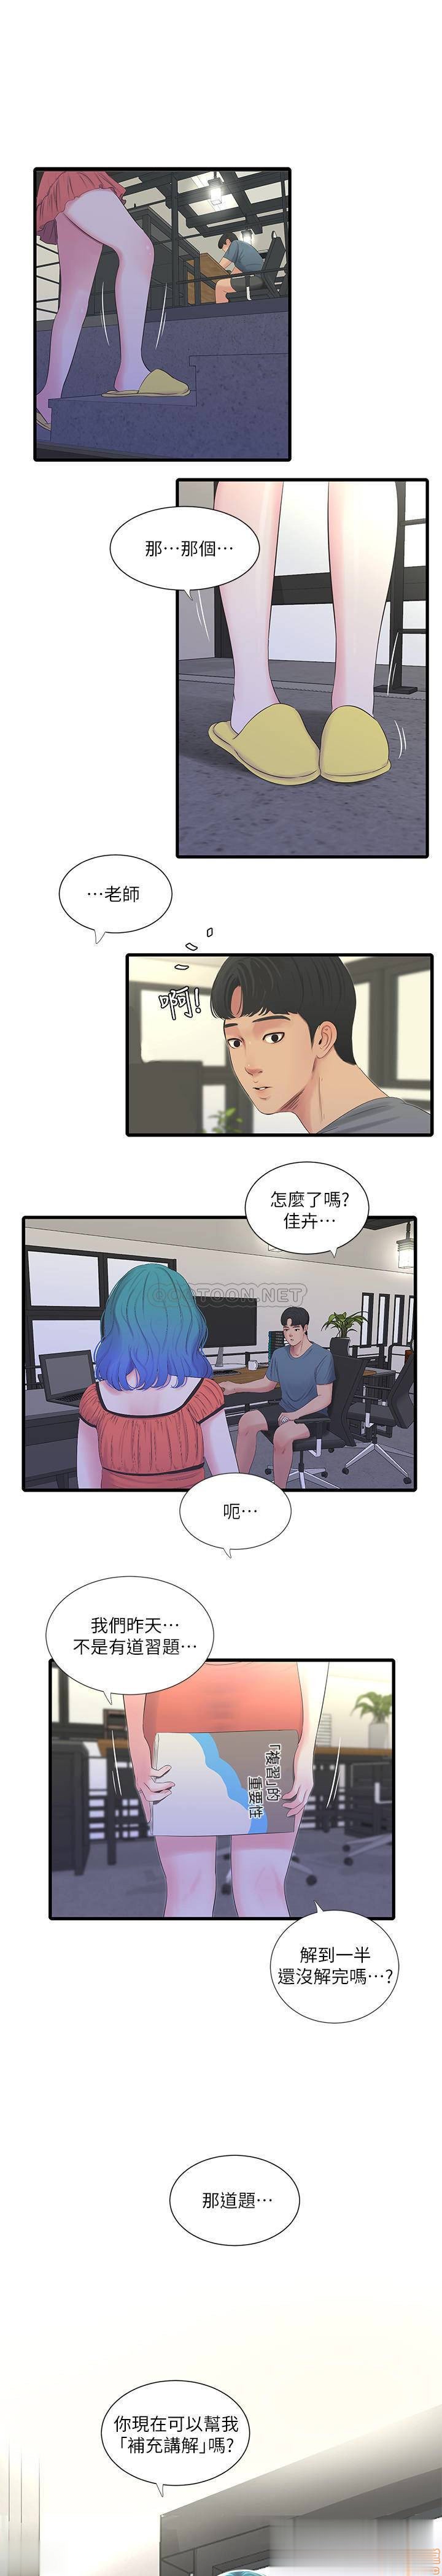 那…那個…
…老師
啊!
怎麼了嗎?
佳卉…
呃…
我們昨天…
不是有道習題…
「複習」的
重要性
解到一半
還沒解完嗎…?
那道題…
你現在可以幫我
「補充講解」嗎?